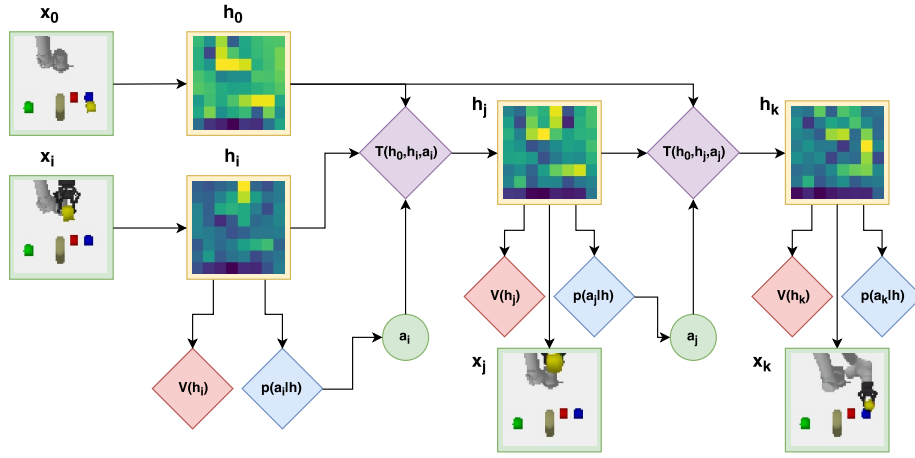 x0
h0
xi
hi
T(h0,hi,ai)
hj
T(h0,hj,aj)
hk
V(hi)
p(ai|h)
ai
V(hj)
p(aj|h)
aj
V(hk)
p(ak|h)
xj
xk